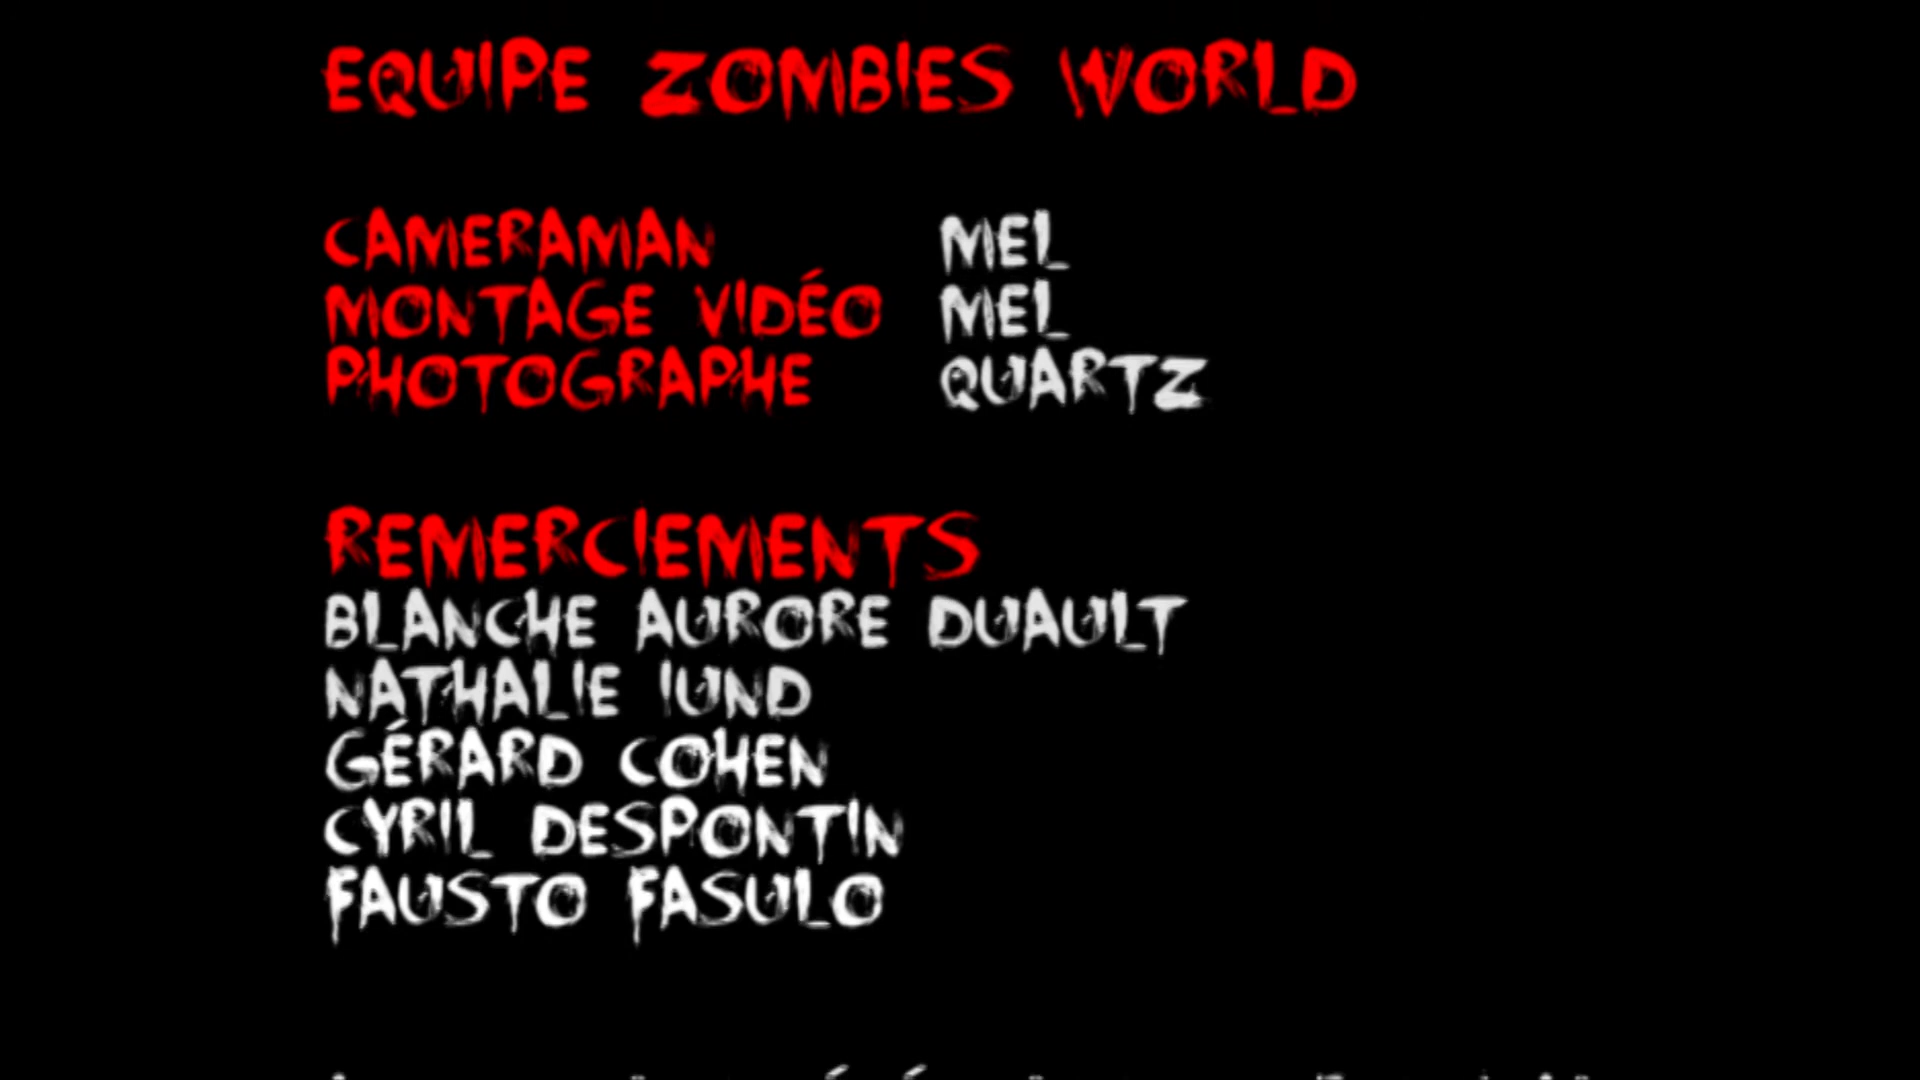 EQUIPE ZOMBIES WORLD
CAMERAMAN MEL
MONTAGE VIDÉO MEL
PHOTOGRAPHE QUARTZ
REMERCIEMENTS
BLANCHE AURORE DUAULT
NATHALIE IUND
GÉRARD COHEN
CYRIL DESPONTIN
FAUSTO FASULO